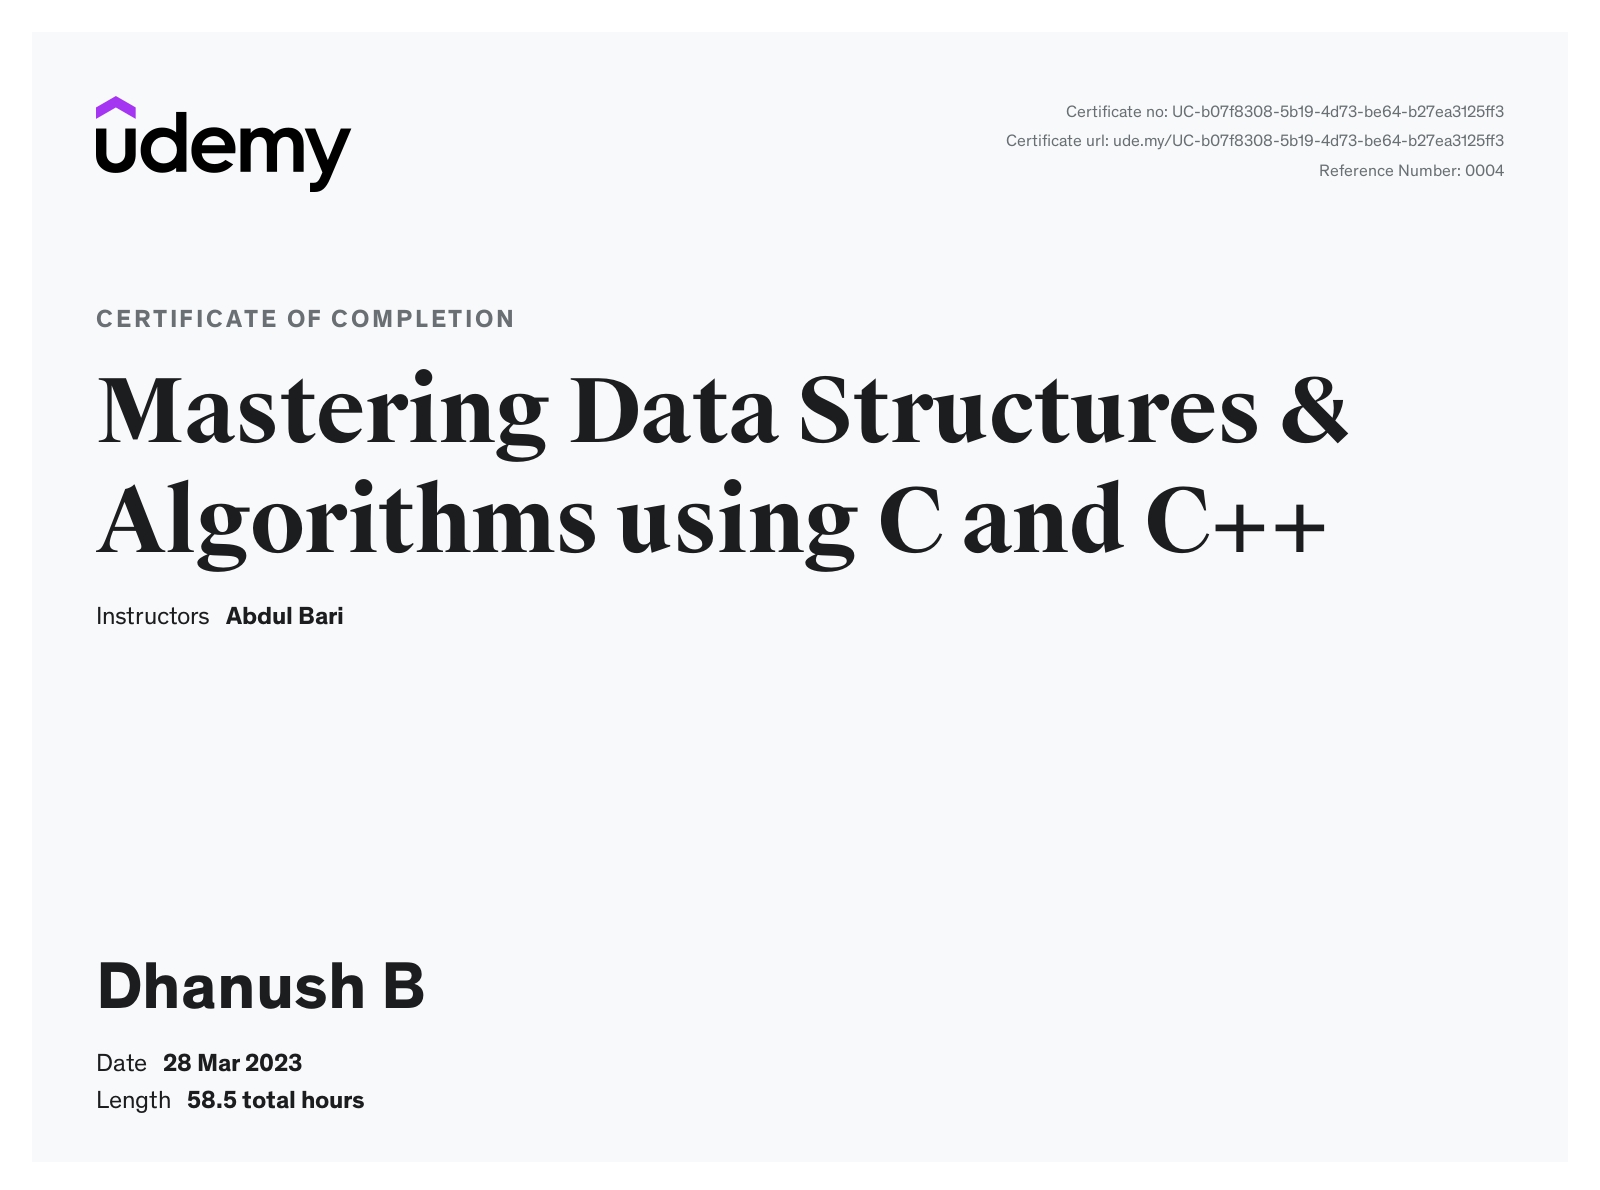 udemy
Certificate no: UC-b07f8308-5b19-4d73-be64-b27ea3125ff3
Certificate url: ude.my/UC-b07f8308-5b19-4d73-be64-b27ea3125ff3
Reference Number: 0004
CERTIFICATE OF COMPLETION
Mastering Data Structures &
Algorithms using C and C++
Instructors Abdul Bari
Dhanush B
Date 28 Mar 2023
Length 58.5 total hours